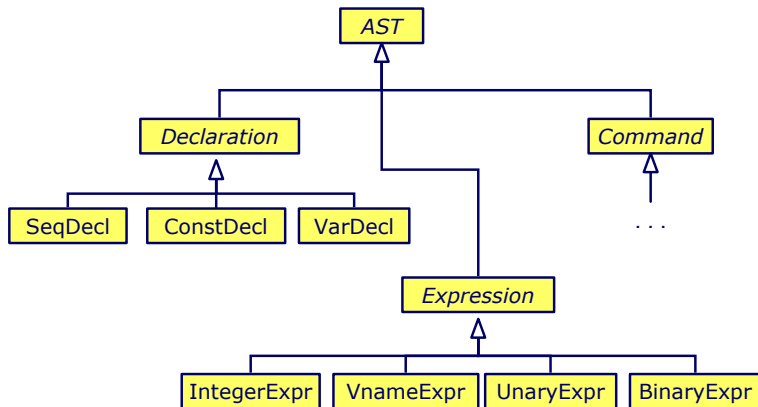 AST
Declaration
Command
SeqDecl
ConstDecl
VarDecl
. . .
Expression
IntegerExpr
VnameExpr
UnaryExpr
BinaryExpr